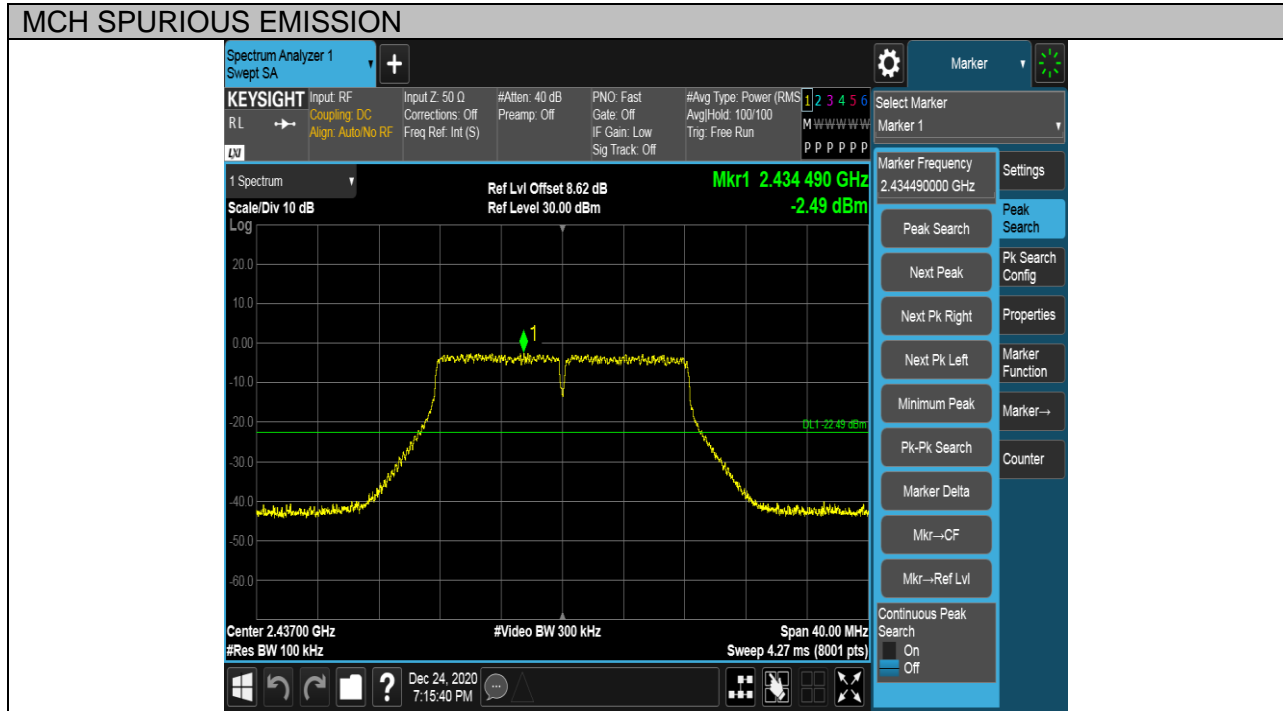 MCH SPURIOUS EMISSION
Spectrum Analyzer 1
Swept SA
+
Marker
KEYSIGHT
RL
LXI
Input: RF
Coupling: DC
Align: Auto/No RF
Input Z: 50 Ω
Corrections: Off
Freq Ref: Int (S)
#Atten: 40 dB
Preamp: Off
PNO: Fast
Gate: Off
IF Gain: Low
Sig Track: Off
#Avg Type: Power (RMS
Avg|Hold: 100/100
Trig: Free Run
1 2 3 4 5 6
M W W W W W
P P P P P P
Select Marker
Marker 1
1 Spectrum
Scale/Div 10 dB
Log
Ref Lvl Offset 8.62 dB
Ref Level 30.00 dBm
Mkr1 2.434 490 GHz
-2.49 dBm
20.0
10.0
0.00
-10.0
-20.0
-30.0
-40.0
-50.0
-60.0
1
DL1 -22.49 dBm
Center 2.43700 GHz
#Res BW 100 kHz
#Video BW 300 kHz
Span 40.00 MHz
Sweep 4.27 ms (8001 pts)
Marker Frequency
2.434490000 GHz
Peak Search
Next Peak
Next Pk Right
Next Pk Left
Minimum Peak
Pk-Pk Search
Marker Delta
Mkr→CF
Mkr→Ref Lvl
Continuous Peak
Search
On
Off
Settings
Peak
Search
Pk Search
Config
Properties
Marker
Function
Marker→
Counter
?
Dec 24, 2020
7:15:40 PM